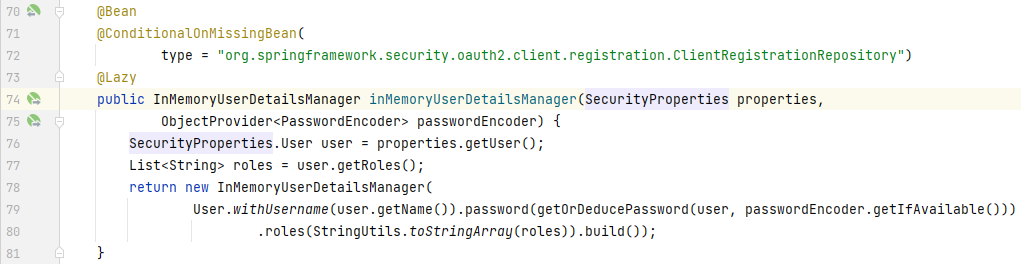 70 @Bean
71 @ConditionalOnMissingBean(
72 type = "org.springframework.security.oauth2.client.registration.ClientRegistrationRepository")
73 @Lazy
74 public InMemoryUserDetailsManager inMemoryUserDetailsManager(SecurityProperties properties,
75 ObjectProvider<PasswordEncoder> passwordEncoder) {
76 SecurityProperties.User user = properties.getUser();
77 List<String> roles = user.getRoles();
78 return new InMemoryUserDetailsManager(
79 User.withUsername(user.getName()).password(getOrDeducePassword(user, passwordEncoder.getIfAvailable()))
80 .roles(StringUtils.toStringArray(roles)).build());
81 }